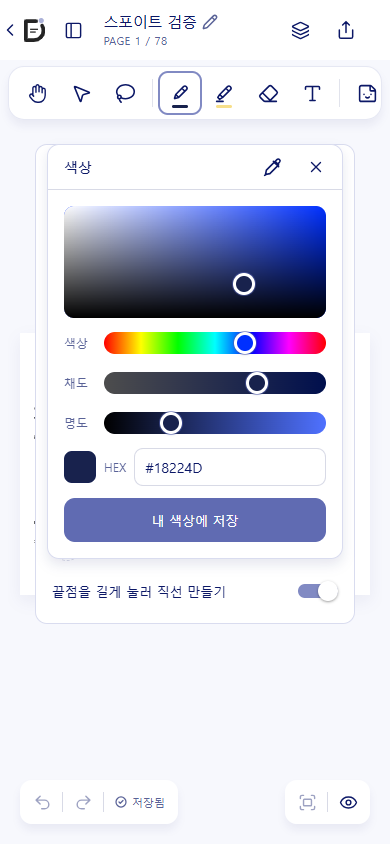 스포이트 검증
PAGE 1 / 78
T
색상
색상
채도
명도
HEX #18224D
내 색상에 저장
끝점을 길게 눌러 직선 만들기
저장됨